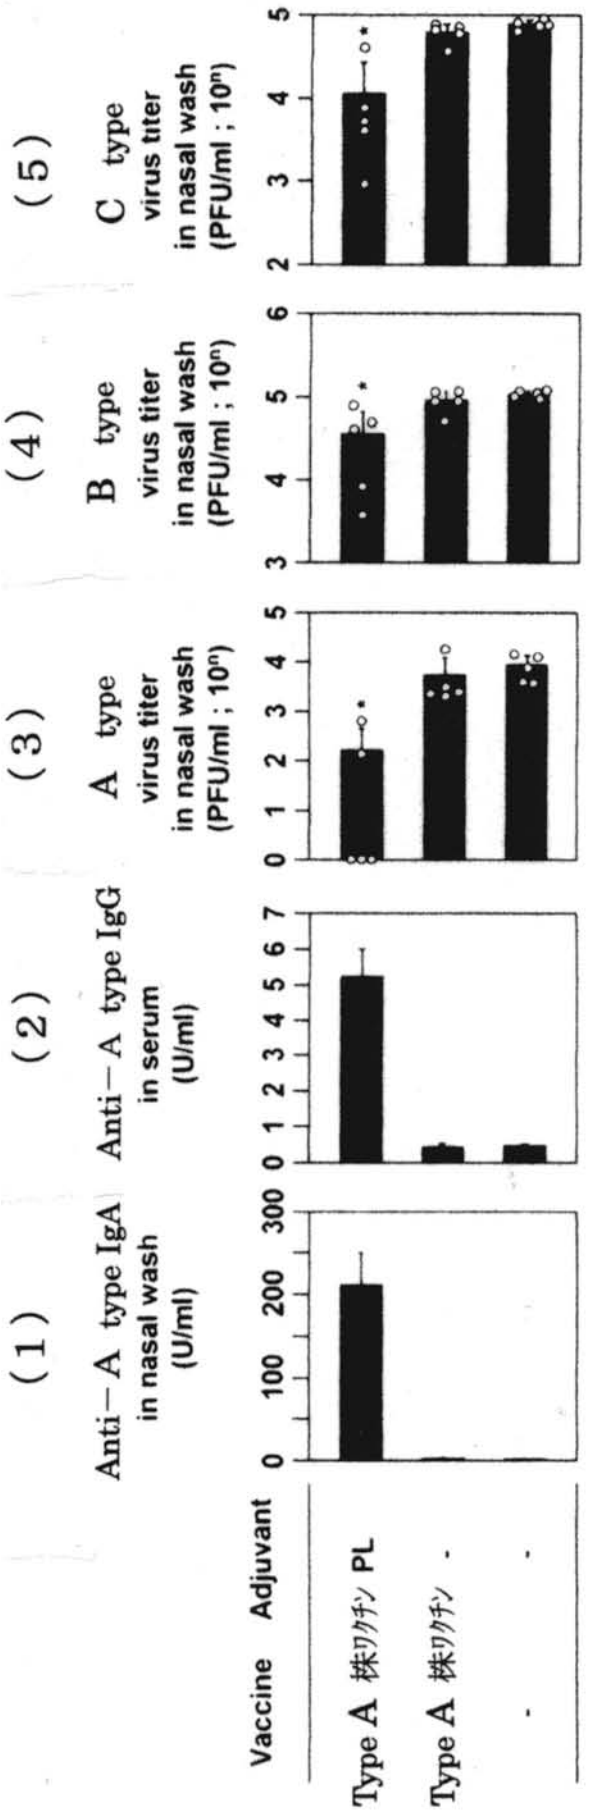 (1)
Anti-A type IgA
in nasal wash
(U/ml)
0 100 200 300
(2)
Anti-A type IgG
in serum
(U/ml)
0 1 2 3 4 5 6 7
(3)
A type
virus titer
in nasal wash
(PFU/ml ; 10ⁿ)
0 1 2 3 4 5
*
(4)
B type
virus titer
in nasal wash
(PFU/ml ; 10ⁿ)
3 4 5 6
*
(5)
C type
virus titer
in nasal wash
(PFU/ml ; 10ⁿ)
2 3 4 5
*
Vaccine Adjuvant
Type A 株ワクチン PL
Type A 株ワクチン -
- -